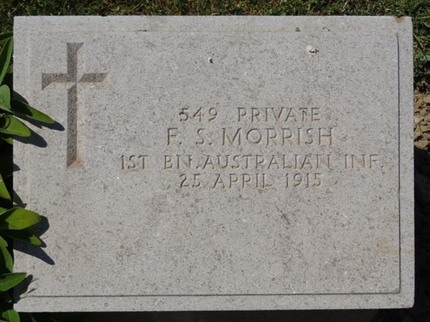 549 PRIVATE
F. S. MORRISH
1ST BN. AUSTRALIAN INF.
25 APRIL 1915